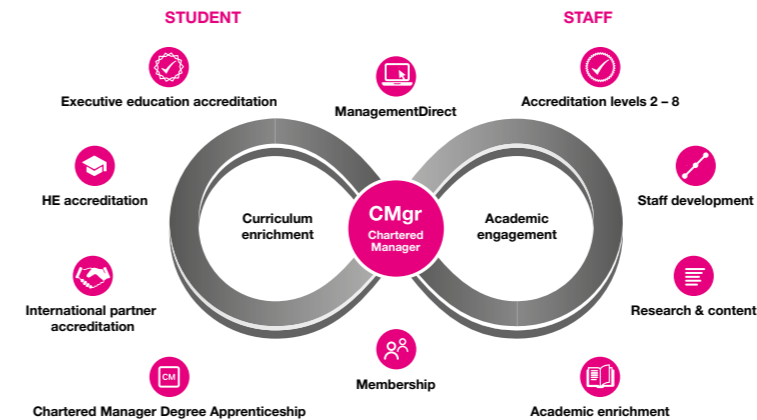 STUDENT
STAFF
Executive education accreditation
ManagementDirect
Accreditation levels 2 – 8
HE accreditation
Curriculum
enrichment
CMgr
Chartered
Manager
Academic
engagement
Staff development
International partner
accreditation
Research & content
CM
Chartered Manager Degree Apprenticeship
Membership
Academic enrichment